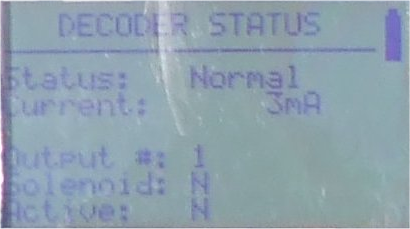 DECODER STATUS
Status: Normal
Current: 3mA
Output #: 1
Solenoid: N
Active: N